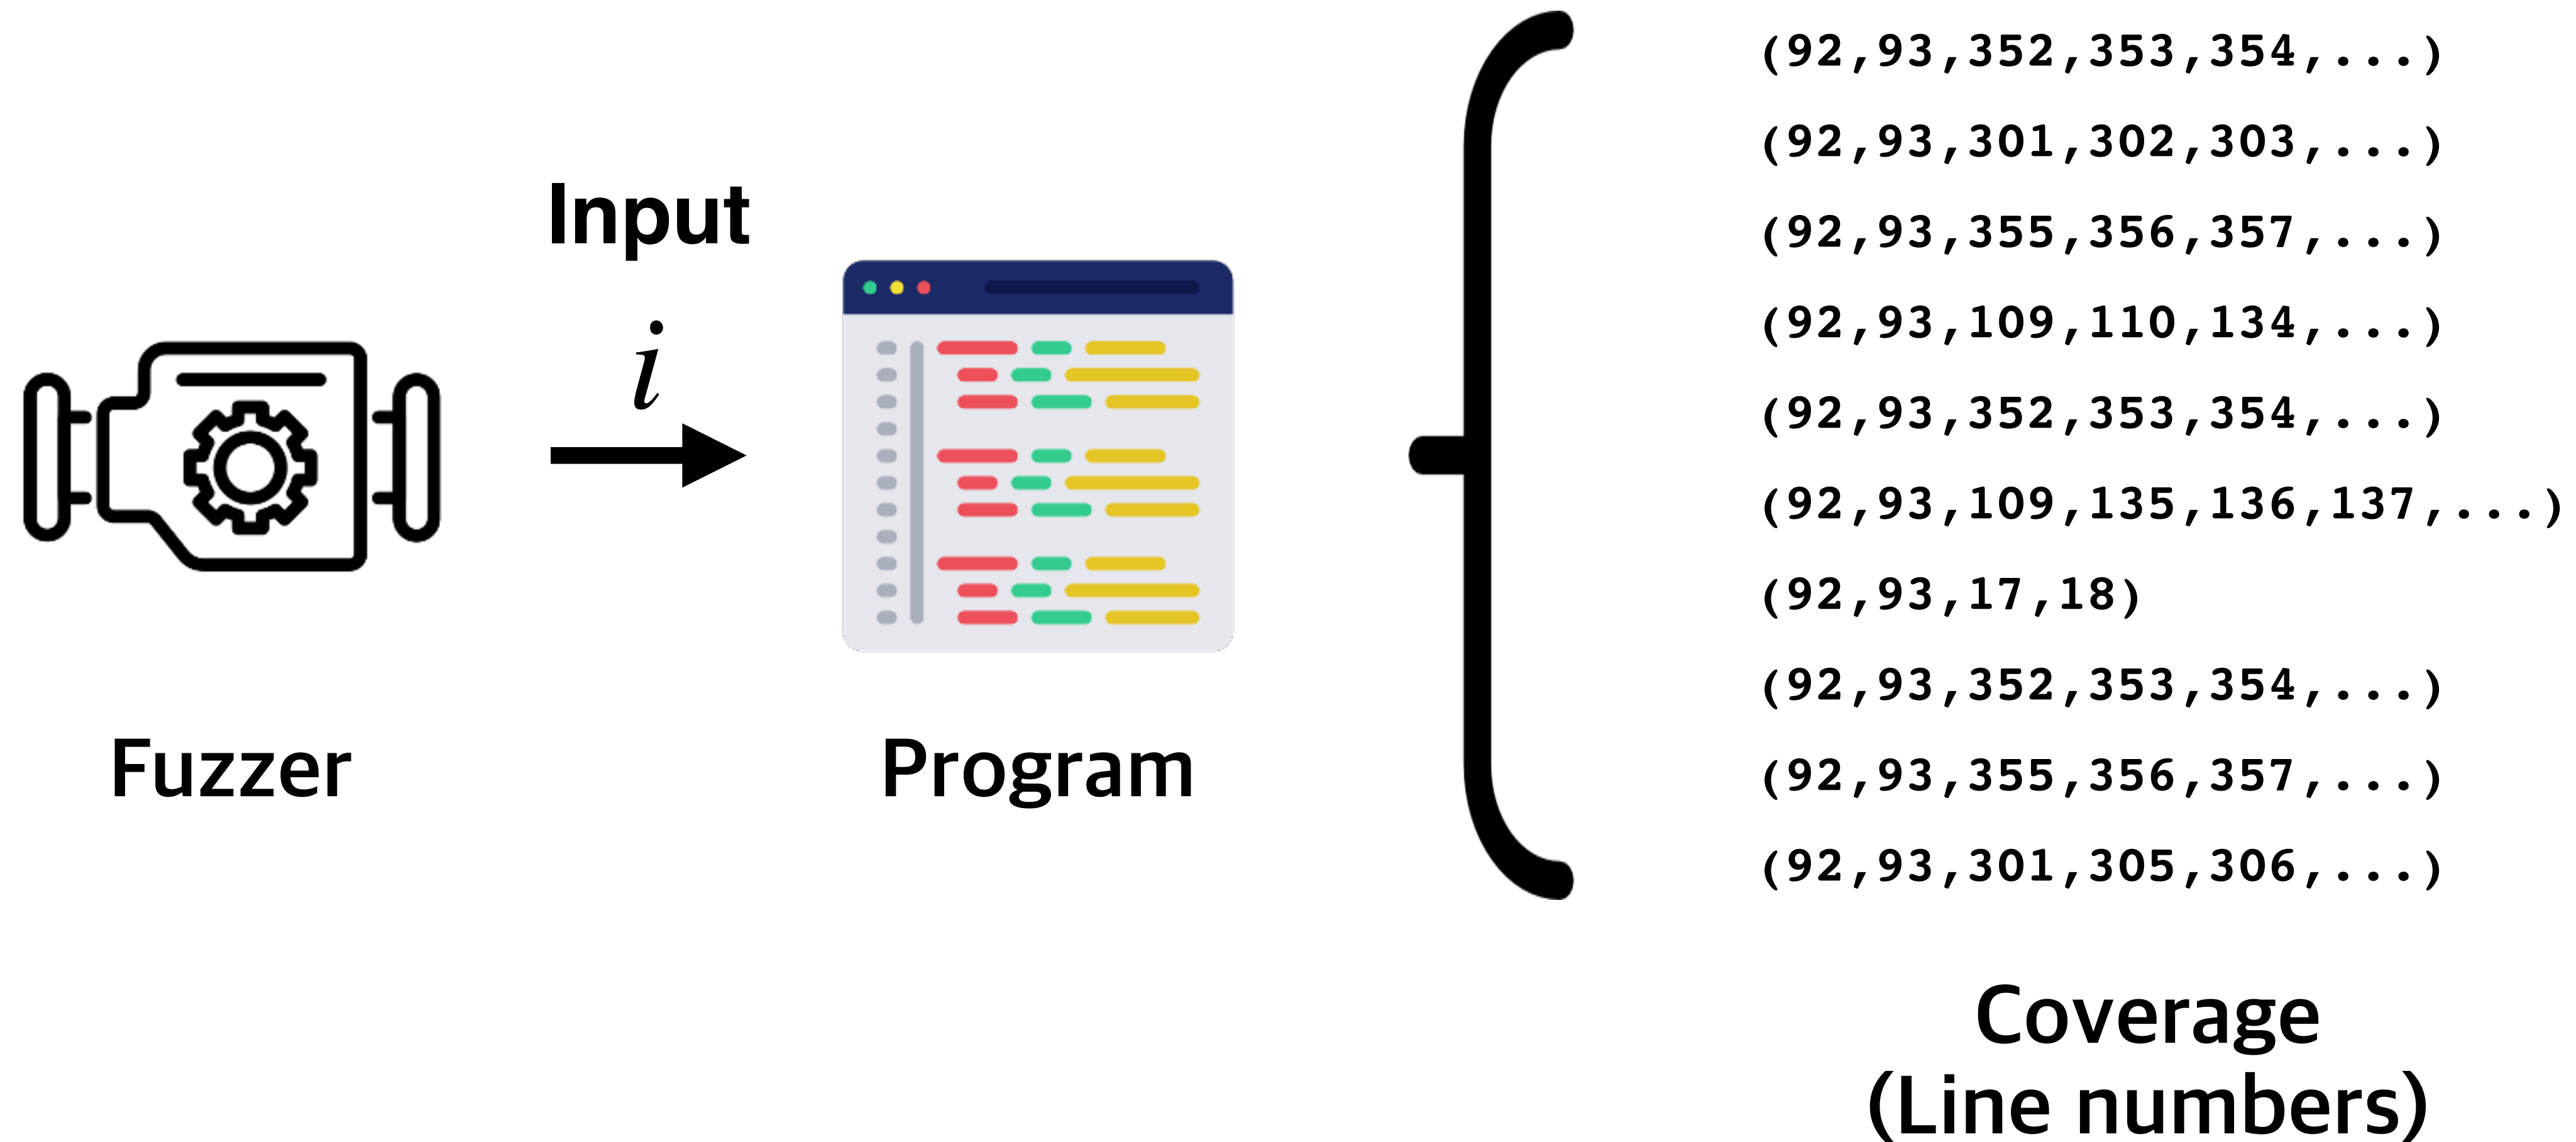 Input
i
Fuzzer
Program
(92,93,352,353,354,...)
(92,93,301,302,303,...)
(92,93,355,356,357,...)
(92,93,109,110,134,...)
(92,93,352,353,354,...)
(92,93,109,135,136,137,...)
(92,93,17,18)
(92,93,352,353,354,...)
(92,93,355,356,357,...)
(92,93,301,305,306,...)
Coverage
(Line numbers)